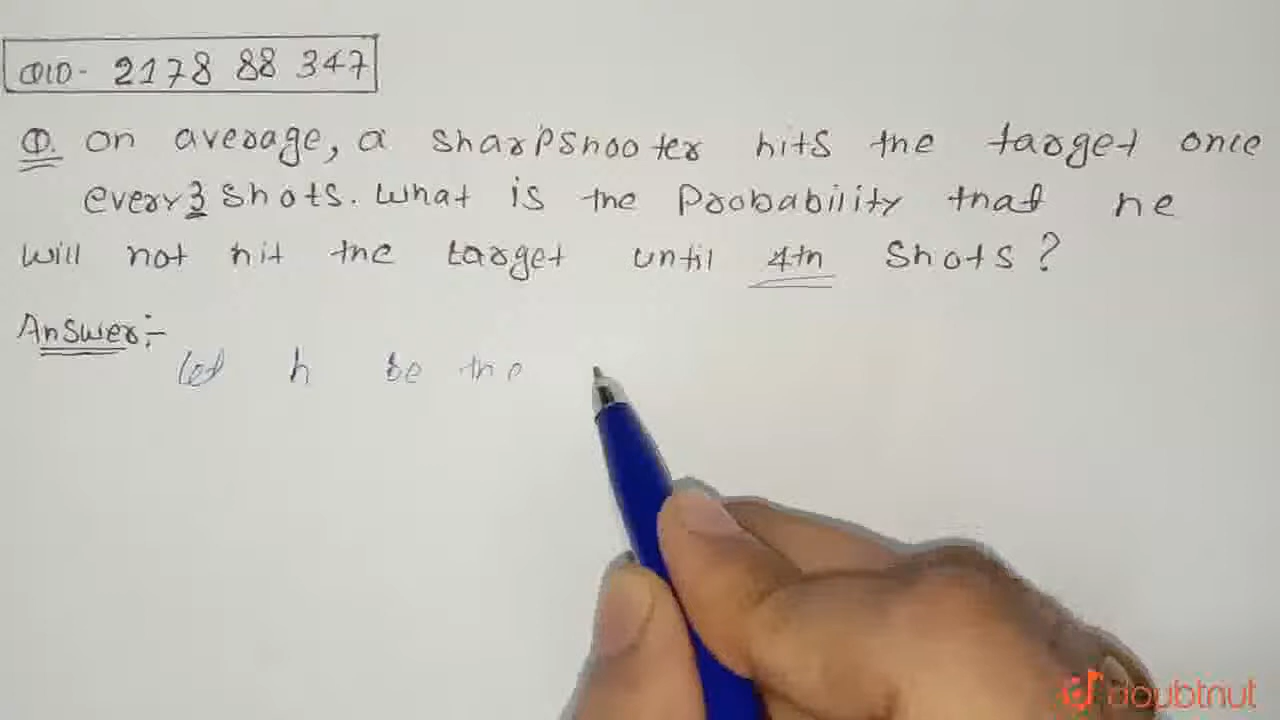 QID- 2178 88 347
Q. On average, a sharpshooter hits the target once
every 3 shots. What is the Probability that he
will not hit the target until 4th shots?
Answer:-
Let h be the
doubtnut